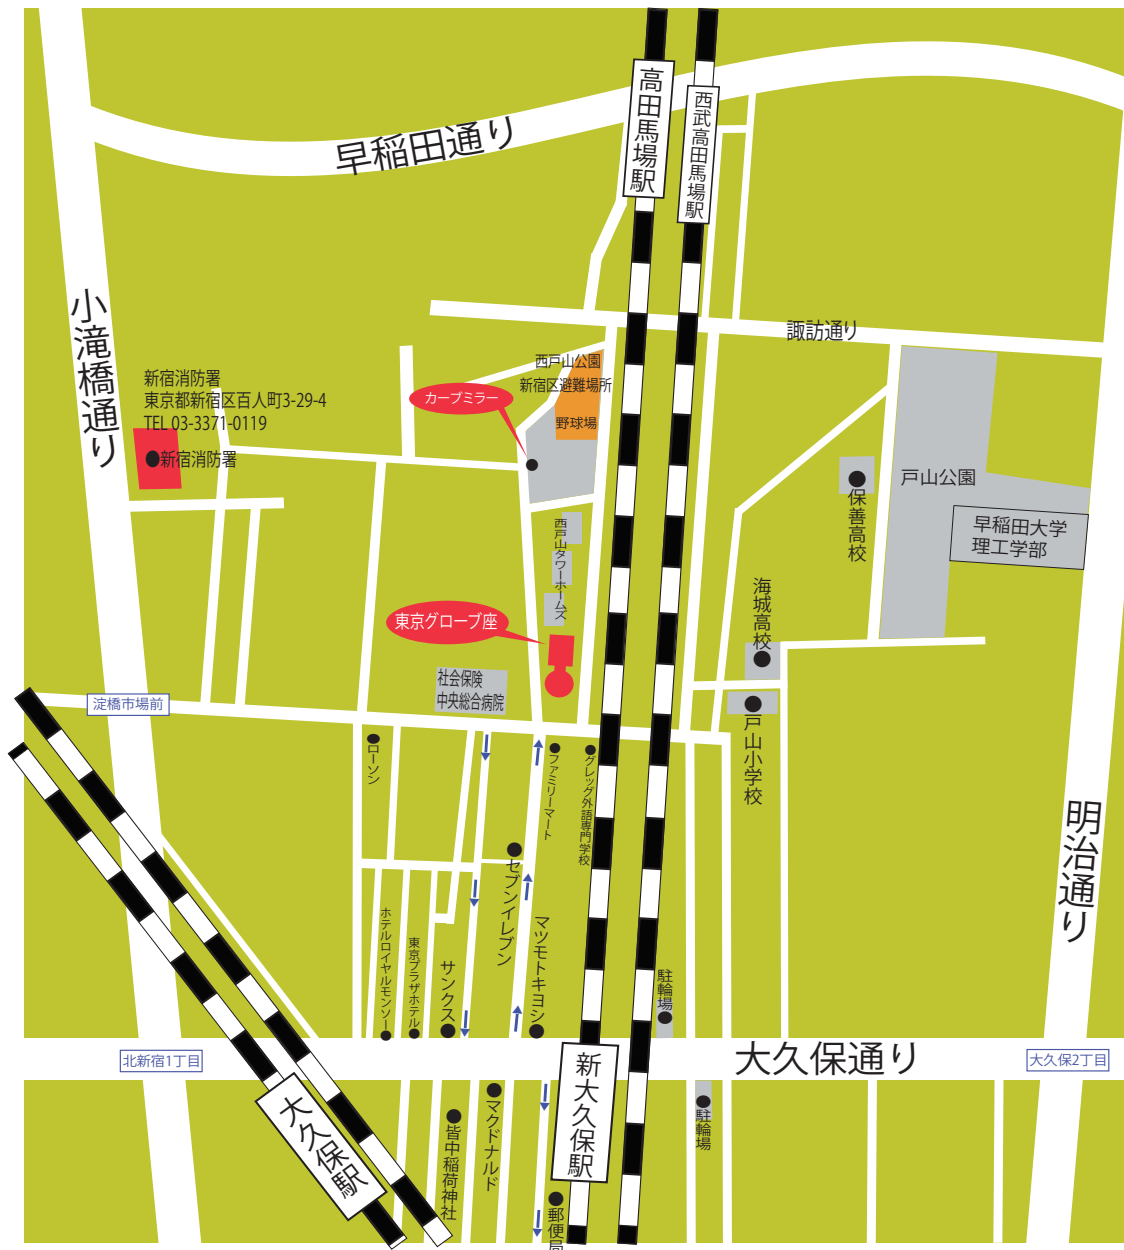 高田馬場駅
西武高田馬場駅
早稲田通り
小滝橋通り
諏訪通り
西戸山公園
新宿区避難場所
野球場
カーブミラー
新宿消防署
東京都新宿区百人町3-29-4
TEL 03-3371-0119
新宿消防署
戸山公園
保善高校
早稲田大学
理工学部
西戸山タワーホームズ
海城高校
東京グローブ座
社会保険
中央総合病院
淀橋市場前
戸山小学校
ローソン
ファミリーマート
グレッグ外語専門学校
明治通り
セブンイレブン
マツモトキヨシ
ホテルロイヤルモンソー
東京プラザホテル
サンクス
駐輪場
大久保通り
北新宿1丁目
大久保2丁目
新大久保駅
大久保駅
マクドナルド
皆中稲荷神社
駐輪場
郵便局